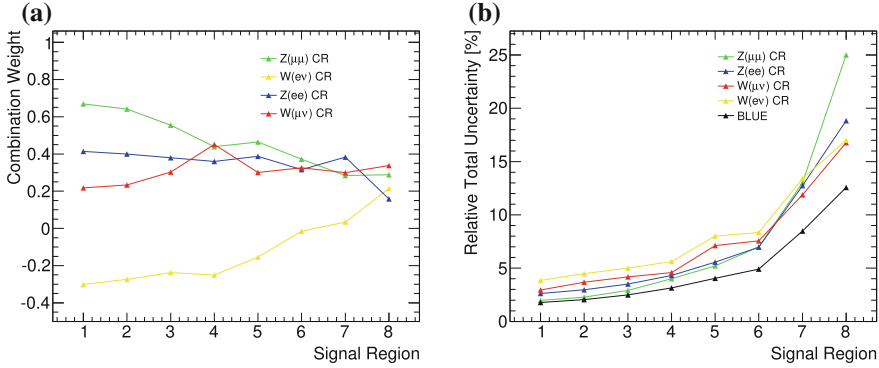 (a)
Combination Weight
1
0.8
0.6
0.4
0.2
0
-0.2
-0.4
Z(μμ) CR
W(eν) CR
Z(ee) CR
W(μν) CR
1 2 3 4 5 6 7 8
Signal Region
(b)
Relative Total Uncertainty [%]
25
20
15
10
5
0
Z(μμ) CR
Z(ee) CR
W(μν) CR
W(eν) CR
BLUE
1 2 3 4 5 6 7 8
Signal Region